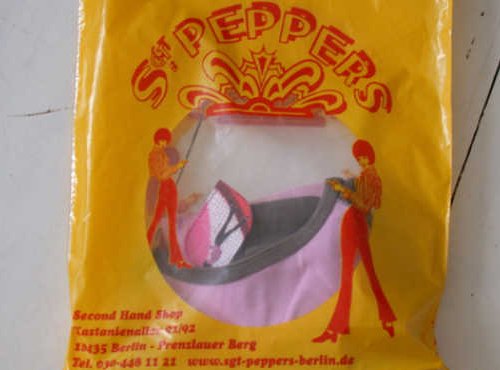 SGT. PEPPERS
Second Hand Shop
Kastanienallee 91/92
10435 Berlin - Prenzlauer Berg
Tel. 030-448 11 21 www.sgt-peppers-berlin.de